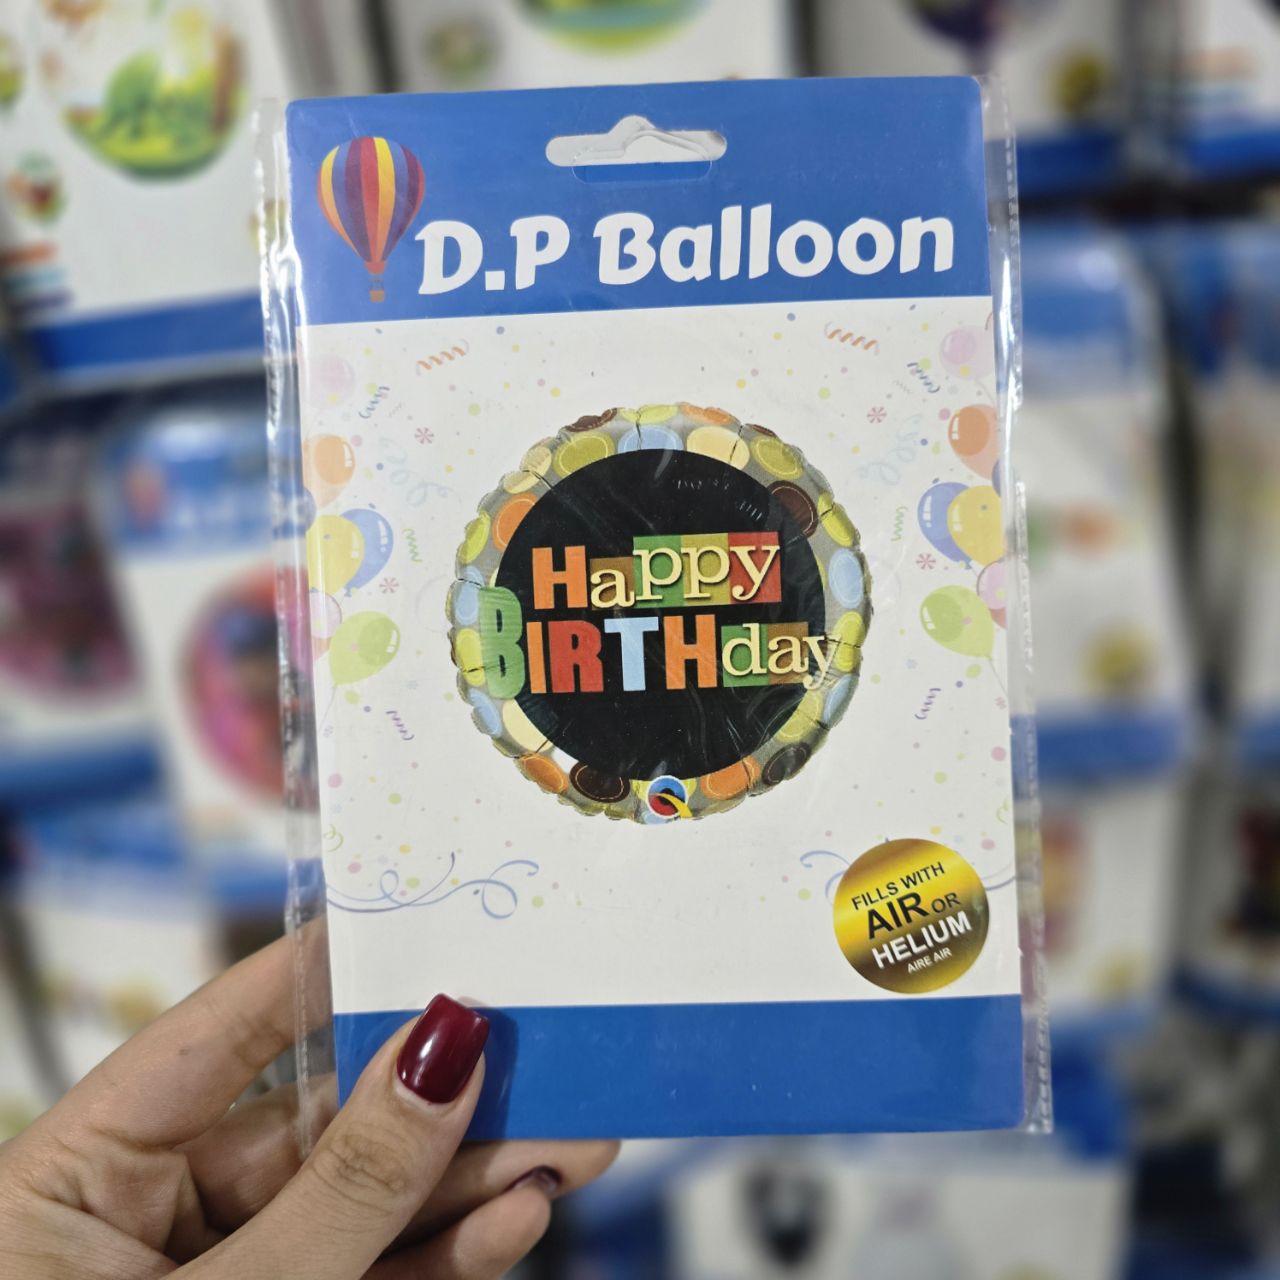 D.P Balloon
Happy
BIRTHday
FILLS WITH
AIR OR
HELIUM
AIRE AIR